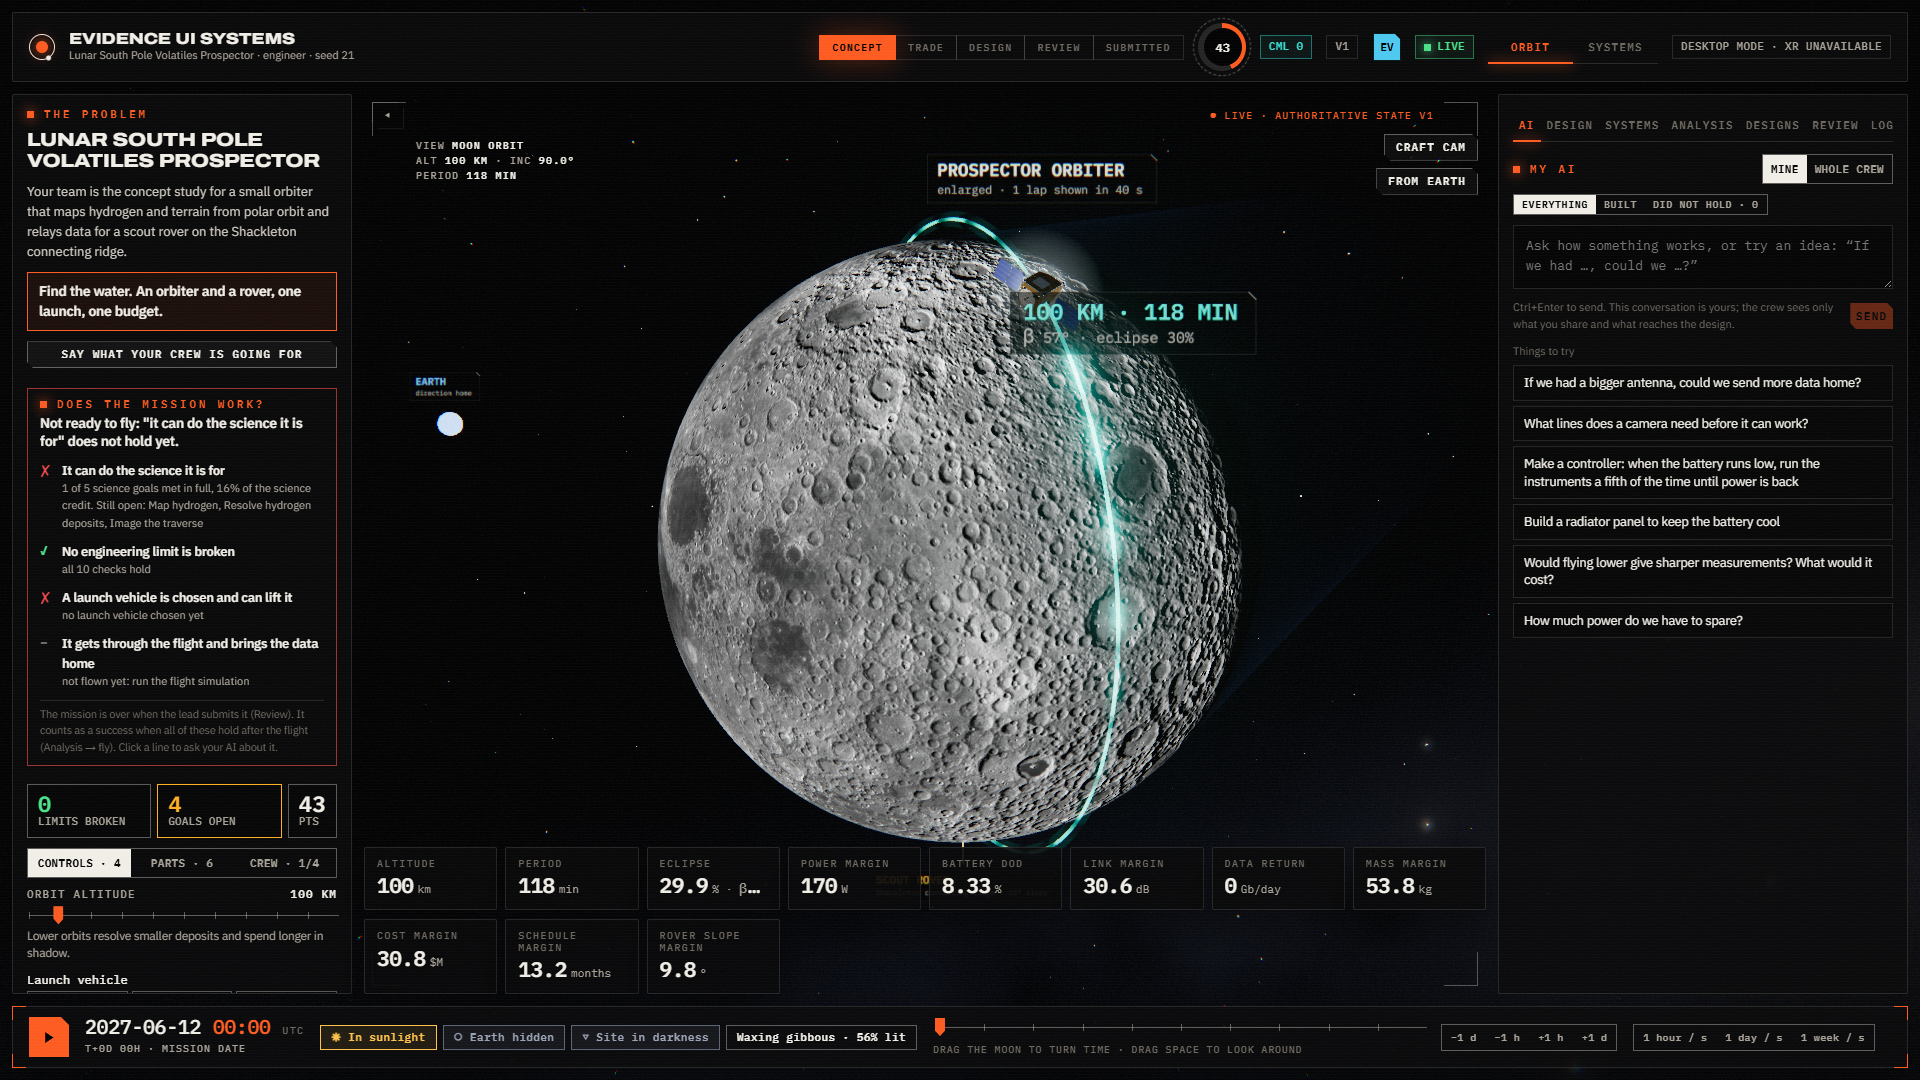 EVIDENCE UI SYSTEMS
Lunar South Pole Volatiles Prospector · engineer · seed 21
CONCEPT TRADE DESIGN REVIEW SUBMITTED
43
CML 0
V1
EV
LIVE
ORBIT SYSTEMS
DESKTOP MODE · XR UNAVAILABLE
THE PROBLEM
LUNAR SOUTH POLE
VOLATILES PROSPECTOR
Your team is the concept study for a small orbiter
that maps hydrogen and terrain from polar orbit and
relays data for a scout rover on the Shackleton
connecting ridge.
Find the water. An orbiter and a rover, one
launch, one budget.
SAY WHAT YOUR CREW IS GOING FOR
DOES THE MISSION WORK?
Not ready to fly: "it can do the science it is
for" does not hold yet.
✗ It can do the science it is for
1 of 5 science goals met in full, 16% of the science
credit. Still open: Map hydrogen, Resolve hydrogen
deposits, Image the traverse
✓ No engineering limit is broken
all 10 checks hold
✗ A launch vehicle is chosen and can lift it
no launch vehicle chosen yet
– It gets through the flight and brings the data
home
not flown yet: run the flight simulation
The mission is over when the lead submits it (Review). It
counts as a success when all of these hold after the flight
(Analysis → fly). Click a line to ask your AI about it.
0
LIMITS BROKEN
4
GOALS OPEN
43
PTS
CONTROLS · 4 PARTS · 6 CREW · 1/4
ORBIT ALTITUDE 100 KM
Lower orbits resolve smaller deposits and spend longer in
shadow.
Launch vehicle
VIEW MOON ORBIT
ALT 100 KM · INC 90.0°
PERIOD 118 MIN
LIVE · AUTHORITATIVE STATE V1
CRAFT CAM
FROM EARTH
PROSPECTOR ORBITER
enlarged · 1 lap shown in 40 s
100 KM · 118 MIN
β 57° · eclipse 30%
EARTH
direction home
ALTITUDE
100 km
PERIOD
118 min
ECLIPSE
29.9 % · β…
POWER MARGIN
170 W
BATTERY DOD
8.33 %
LINK MARGIN
30.6 dB
DATA RETURN
0 Gb/day
MASS MARGIN
53.8 kg
COST MARGIN
30.8 $M
SCHEDULE
MARGIN
13.2 months
ROVER SLOPE
MARGIN
9.8 °
AI DESIGN SYSTEMS ANALYSIS DESIGNS REVIEW LOG
MY AI
MINE WHOLE CREW
EVERYTHING BUILT DID NOT HOLD · 0
Ask how something works, or try an idea: “If
we had …, could we …?”
Ctrl+Enter to send. This conversation is yours; the crew sees only
what you share and what reaches the design.
SEND
Things to try
If we had a bigger antenna, could we send more data home?
What lines does a camera need before it can work?
Make a controller: when the battery runs low, run the
instruments a fifth of the time until power is back
Build a radiator panel to keep the battery cool
Would flying lower give sharper measurements? What would it
cost?
How much power do we have to spare?
2027-06-12 00:00 UTC
T+0D 00H · MISSION DATE
In sunlight
Earth hidden
Site in darkness
Waxing gibbous · 56% lit
DRAG THE MOON TO TURN TIME · DRAG SPACE TO LOOK AROUND
−1 d −1 h +1 h +1 d
1 hour / s 1 day / s 1 week / s